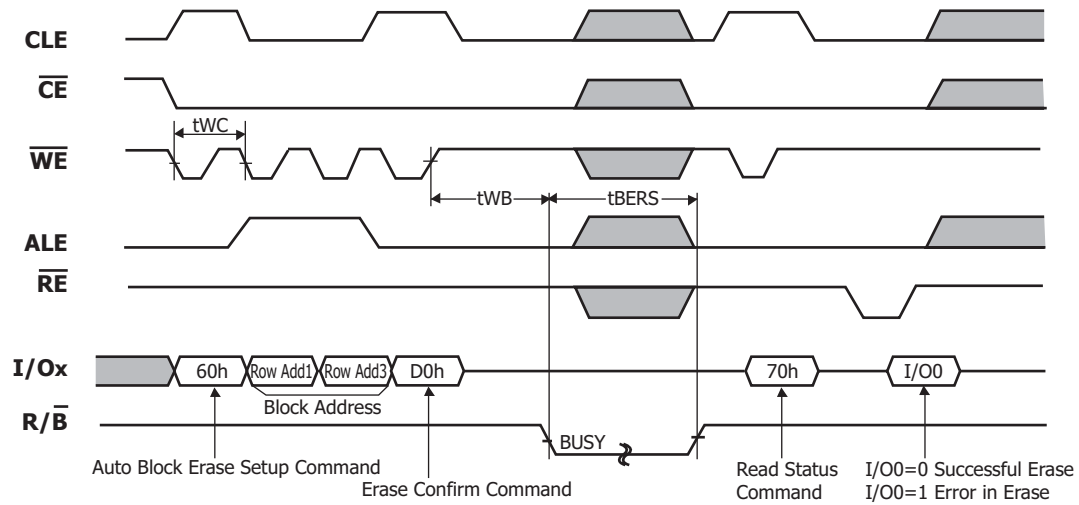 CLE
CE
tWC
WE
tWB
tBERS
ALE
RE
I/Ox
60h
Row Add1
Row Add3
D0h
70h
I/O0
Block Address
R/B
BUSY
Auto Block Erase Setup Command
Erase Confirm Command
Read Status
Command
I/O0=0 Successful Erase
I/O0=1 Error in Erase